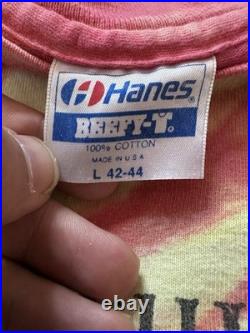 Hanes®
BEEFY-T®
100% COTTON
MADE IN U S A
L 42-44